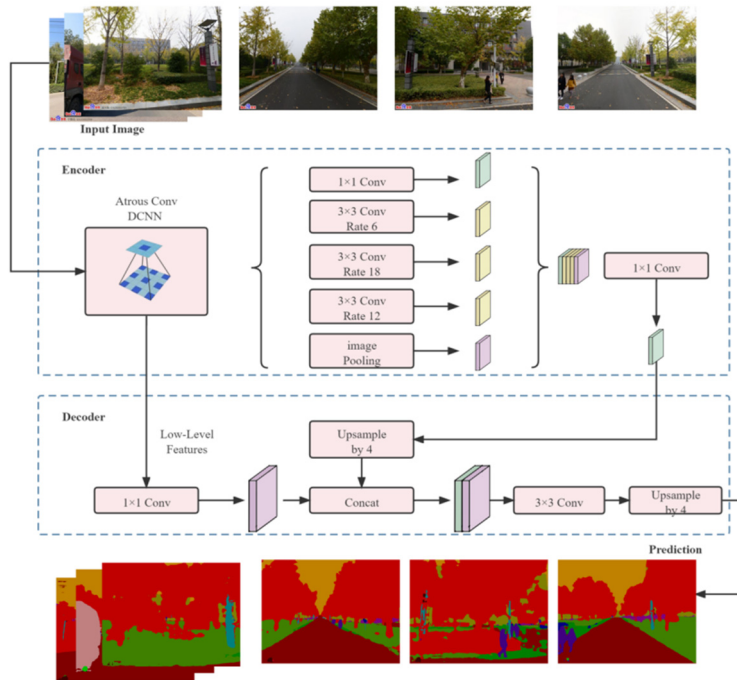 Input Image
Encoder
Atrous Conv
DCNN
1×1 Conv
3×3 Conv
Rate 6
3×3 Conv
Rate 18
3×3 Conv
Rate 12
image
Pooling
1×1 Conv
Decoder
Low-Level
Features
Upsample
by 4
1×1 Conv
Concat
3×3 Conv
Upsample
by 4
Prediction